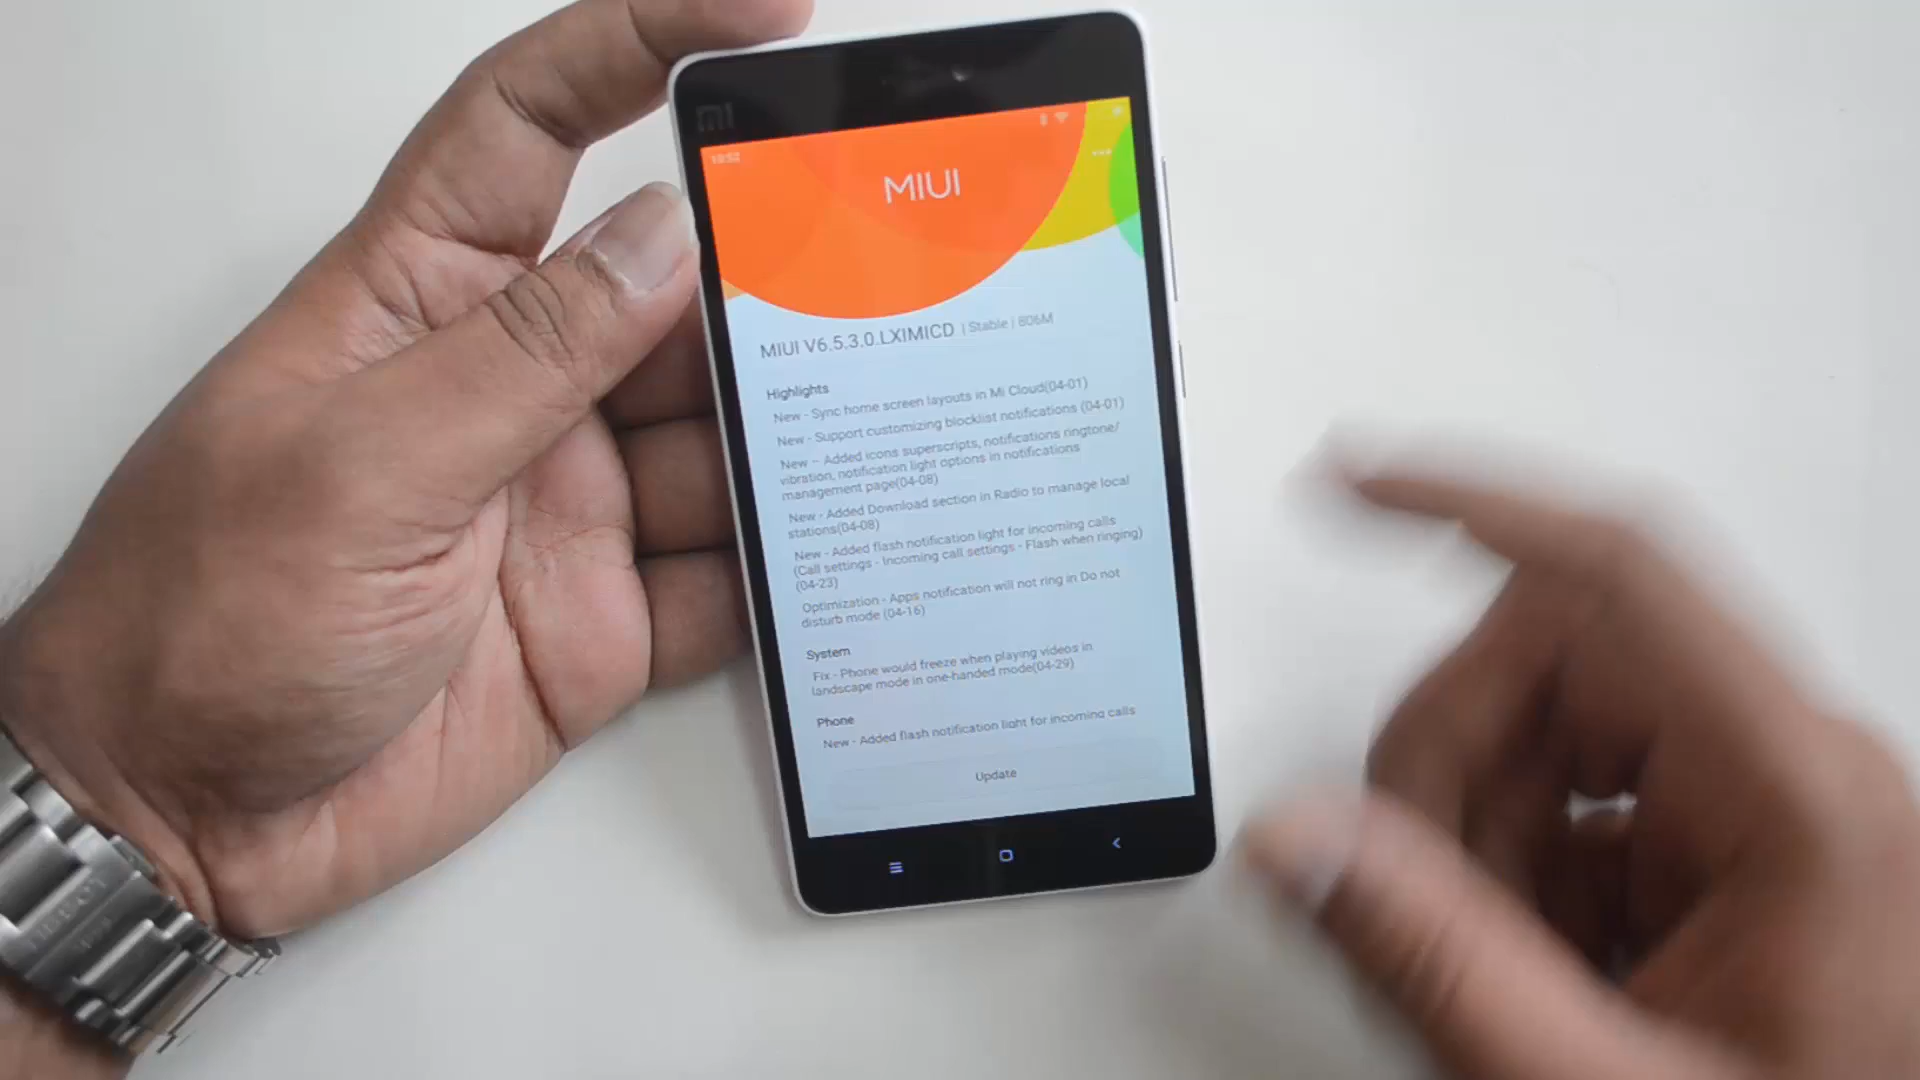 mi
10:52
MIUI
MIUI V6.5.3.0.LXIMICD | Stable | 606M
Highlights
New - Sync home screen layouts in Mi Cloud(04-01)
New - Support customizing blocklist notifications (04-01)
New – Added icons superscripts, notifications ringtone/
vibration, notification light options in notifications
management page(04-08)
New - Added Download section in Radio to manage local
stations(04-08)
New - Added flash notification light for incoming calls
(Call settings - Incoming call settings - Flash when ringing)
(04-23)
Optimization - Apps notification will not ring in Do not
disturb mode (04-16)
System
Fix - Phone would freeze when playing videos in
landscape mode in one-handed mode(04-29)
Phone
New - Added flash notification light for incoming calls
Update